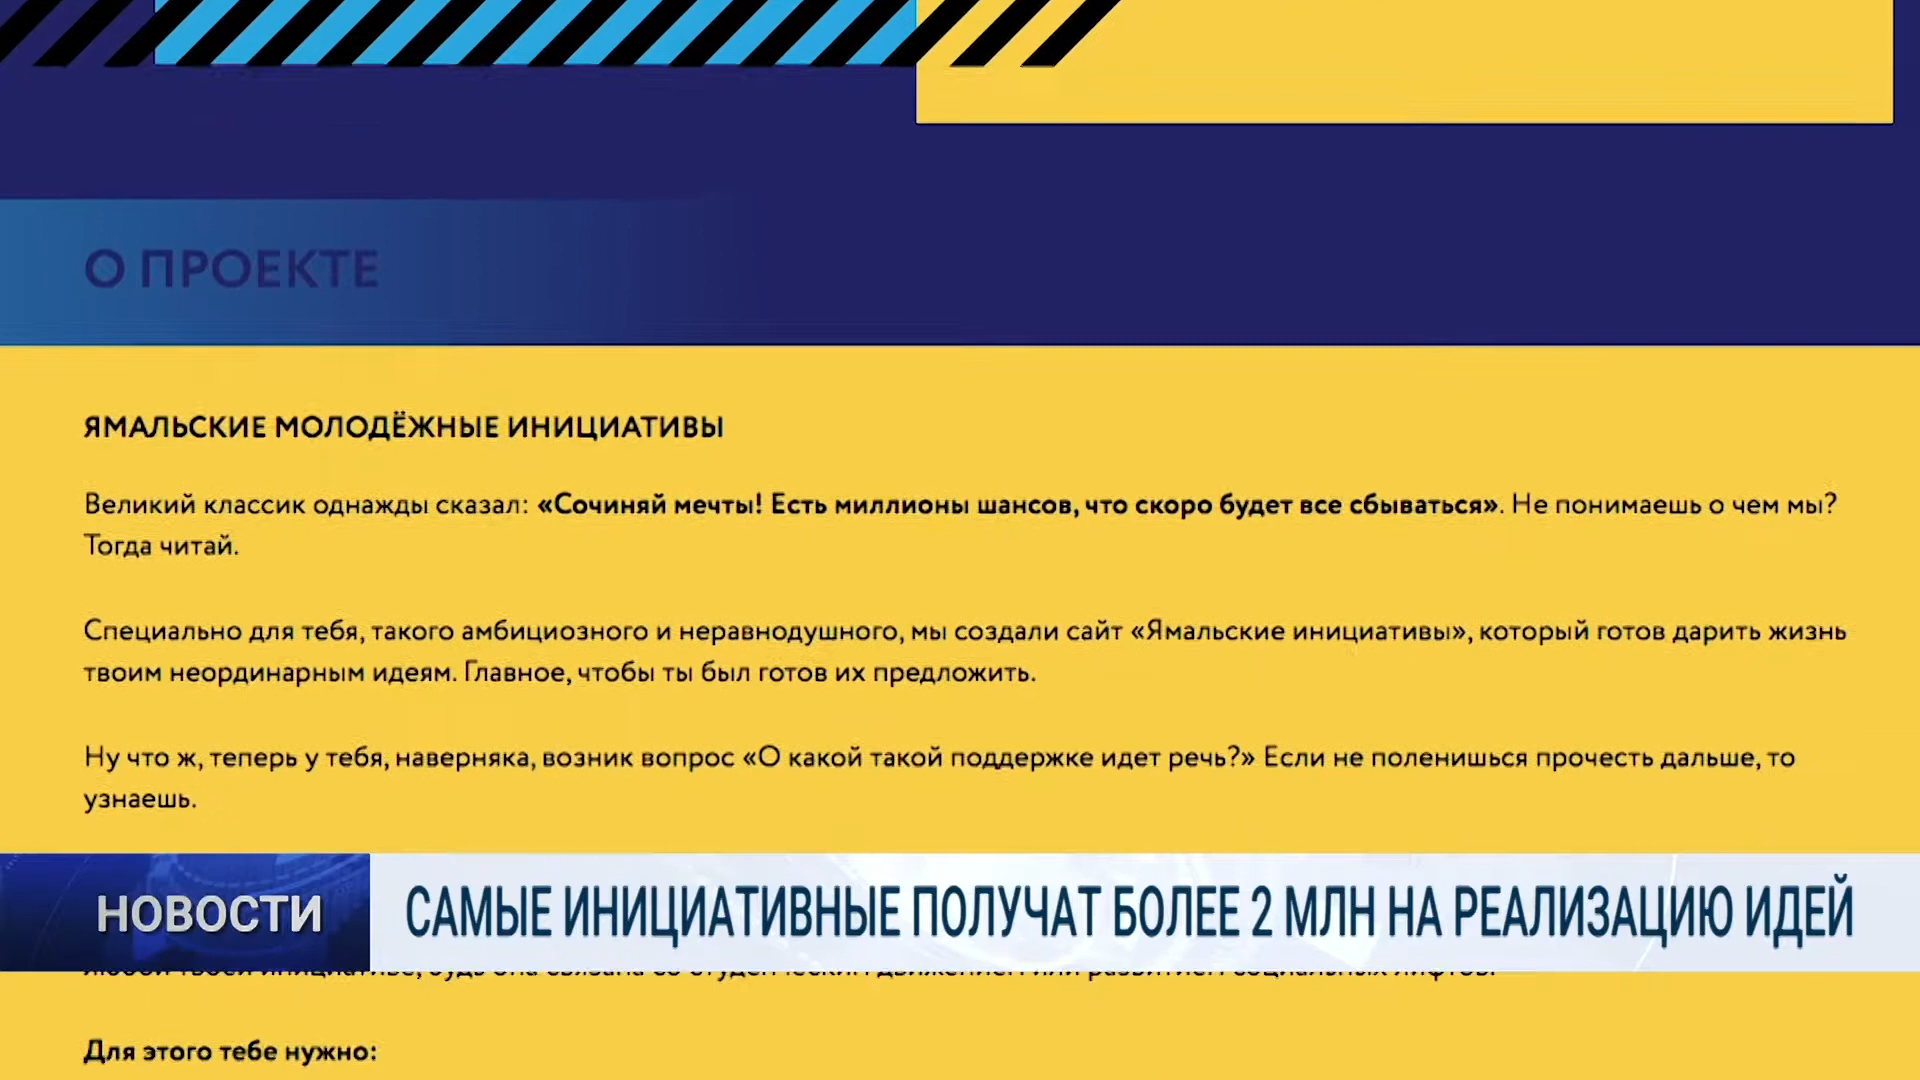 О ПРОЕКТЕ
ЯМАЛЬСКИЕ МОЛОДЁЖНЫЕ ИНИЦИАТИВЫ
Великий классик однажды сказал: «Сочиняй мечты! Есть миллионы шансов, что скоро будет все сбываться». Не понимаешь о чем мы?
Тогда читай.
Специально для тебя, такого амбициозного и неравнодушного, мы создали сайт «Ямальские инициативы», который готов дарить жизнь
твоим неординарным идеям. Главное, чтобы ты был готов их предложить.
Ну что ж, теперь у тебя, наверняка, возник вопрос «О какой такой поддержке идет речь?» Если не поленишься прочесть дальше, то
узнаешь.
НОВОСТИ
САМЫЕ ИНИЦИАТИВНЫЕ ПОЛУЧАТ БОЛЕЕ 2 МЛН НА РЕАЛИЗАЦИЮ ИДЕЙ
Для этого тебе нужно: